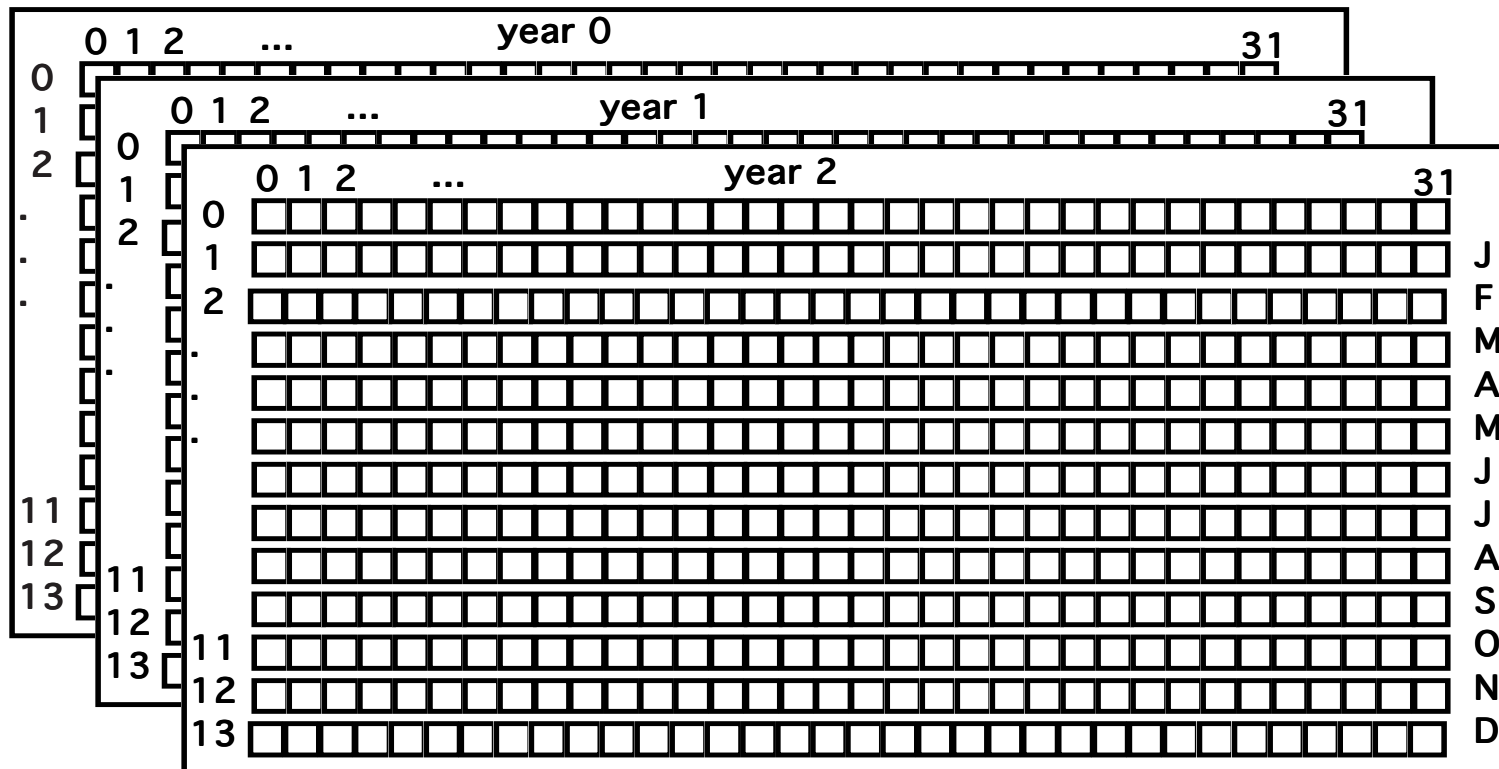 year 0
0 1 2 ... 31
0
1
2
.
.
.
11
12
13
year 1
0 1 2 ... 31
0
1
2
.
.
.
11
12
13
year 2
0 1 2 ... 31
0
1 J
2 F
. M
. A
. M
J
J
A
S
11 O
12 N
13 D